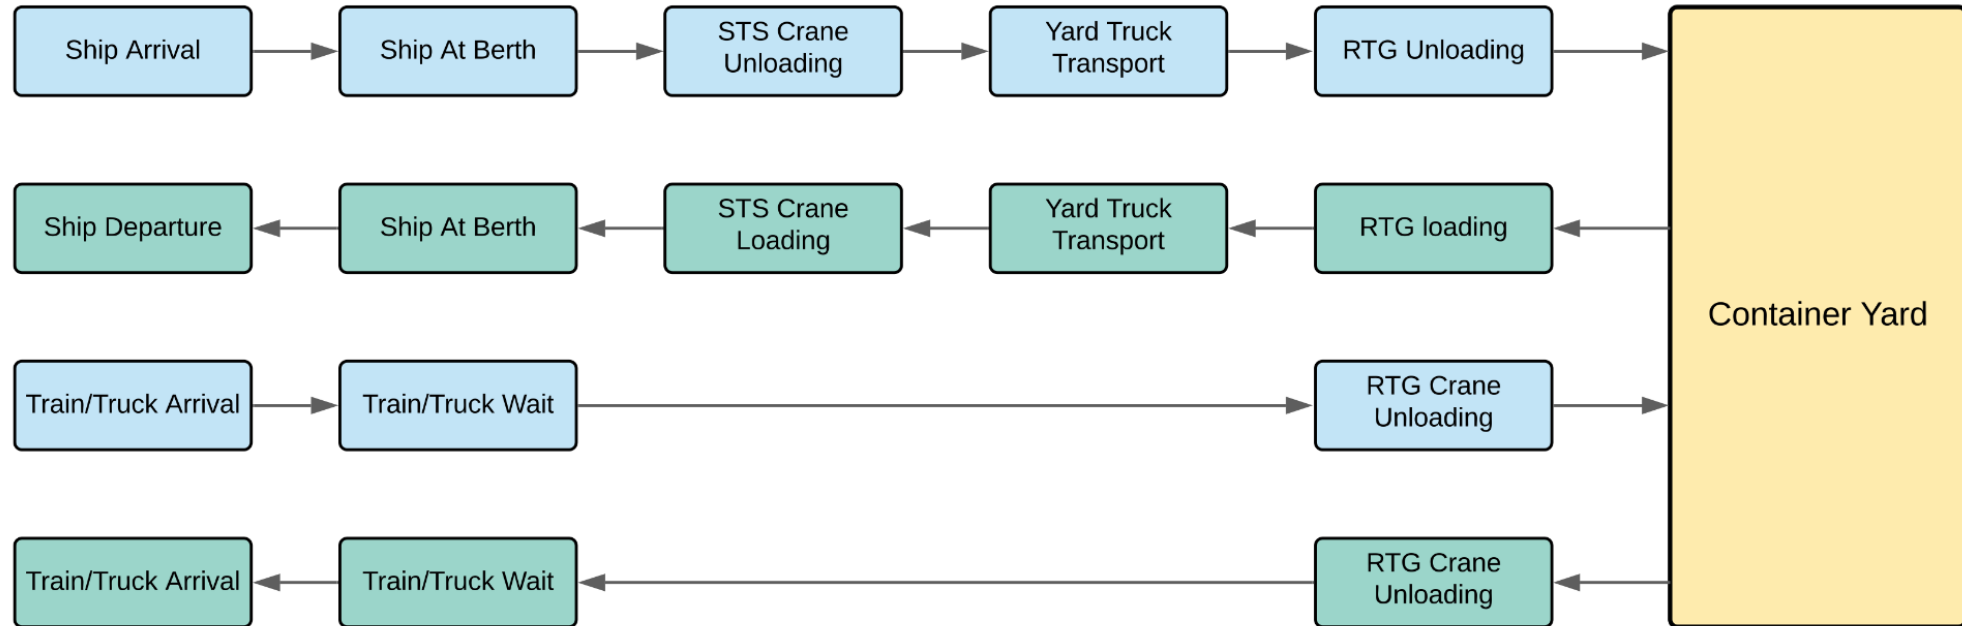 Ship Arrival
Ship At Berth
STS Crane
Unloading
Yard Truck
Transport
RTG Unloading
Ship Departure
Ship At Berth
STS Crane
Loading
Yard Truck
Transport
RTG loading
Container Yard
Train/Truck Arrival
Train/Truck Wait
RTG Crane
Unloading
Train/Truck Arrival
Train/Truck Wait
RTG Crane
Unloading